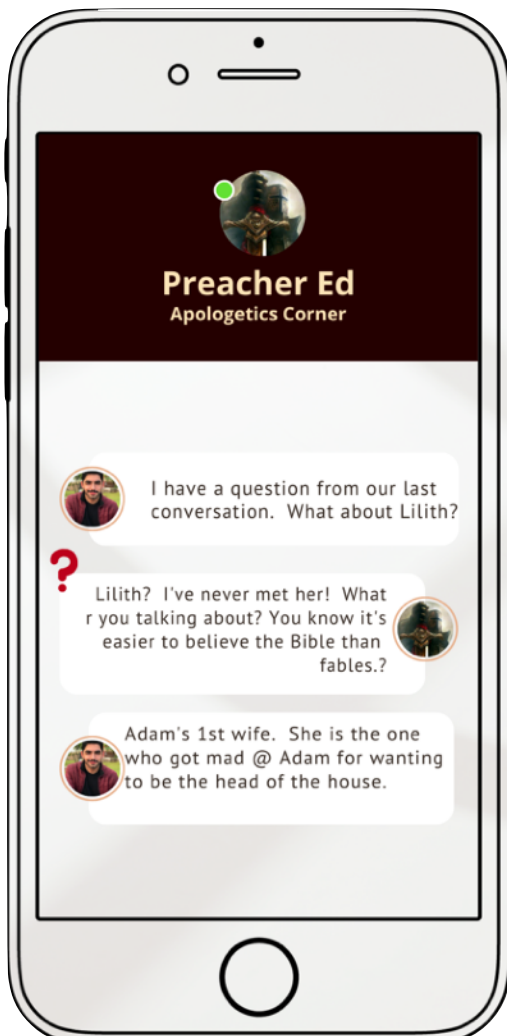 Preacher Ed
Apologetics Corner
I have a question from our last
conversation.  What about Lilith?
?
Lilith?  I've never met her!  What
r you talking about? You know it's
easier to believe the Bible than
fables.?
Adam's 1st wife.  She is the one
who got mad @ Adam for wanting
to be the head of the house.